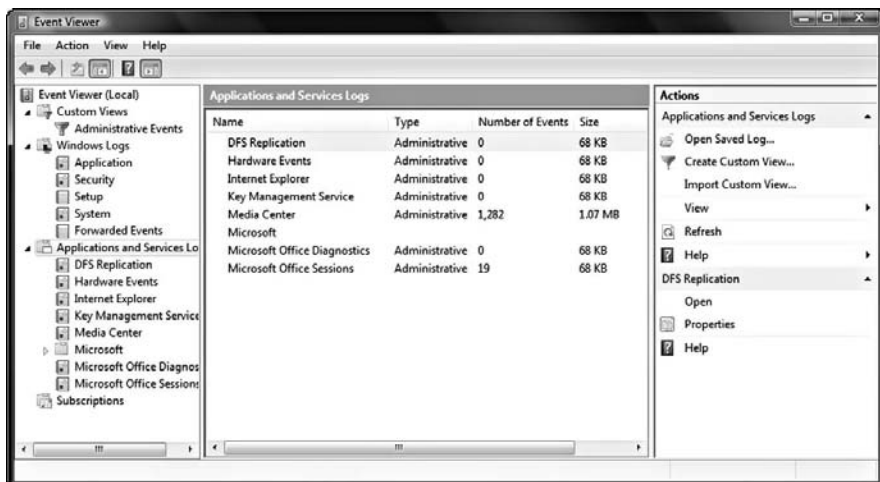 Event Viewer
File Action View Help
Event Viewer (Local)
Custom Views
Administrative Events
Windows Logs
Application
Security
Setup
System
Forwarded Events
Applications and Services Lo
DFS Replication
Hardware Events
Internet Explorer
Key Management Service
Media Center
Microsoft
Microsoft Office Diagnos
Microsoft Office Sessions
Subscriptions
Applications and Services Logs
Name Type Number of Events Size
DFS Replication Administrative 0 68 KB
Hardware Events Administrative 0 68 KB
Internet Explorer Administrative 0 68 KB
Key Management Service Administrative 0 68 KB
Media Center Administrative 1,282 1.07 MB
Microsoft
Microsoft Office Diagnostics Administrative 0 68 KB
Microsoft Office Sessions Administrative 19 68 KB
Actions
Applications and Services Logs
Open Saved Log...
Create Custom View...
Import Custom View...
View
Refresh
Help
DFS Replication
Open
Properties
Help